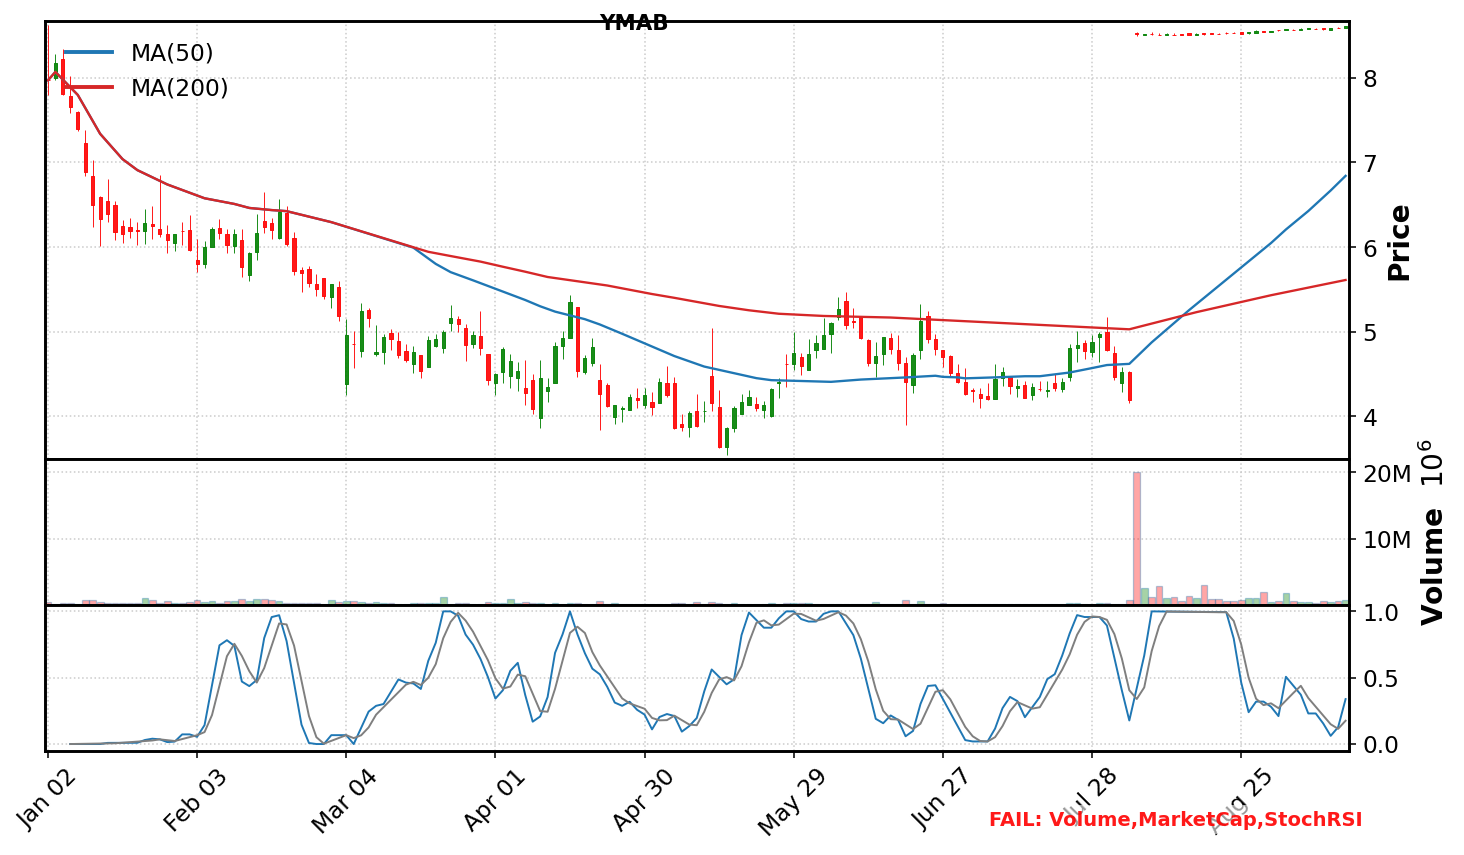 YMAB
MA(50)
MA(200)
8
7
6
5
4
Price
20M
10M
Volume 10^6
1.0
0.5
0.0
Jan 02
Feb 03
Mar 04
Apr 01
Apr 30
May 29
Jun 27
Jul 28
Aug 25
FAIL: Volume,MarketCap,StochRSI